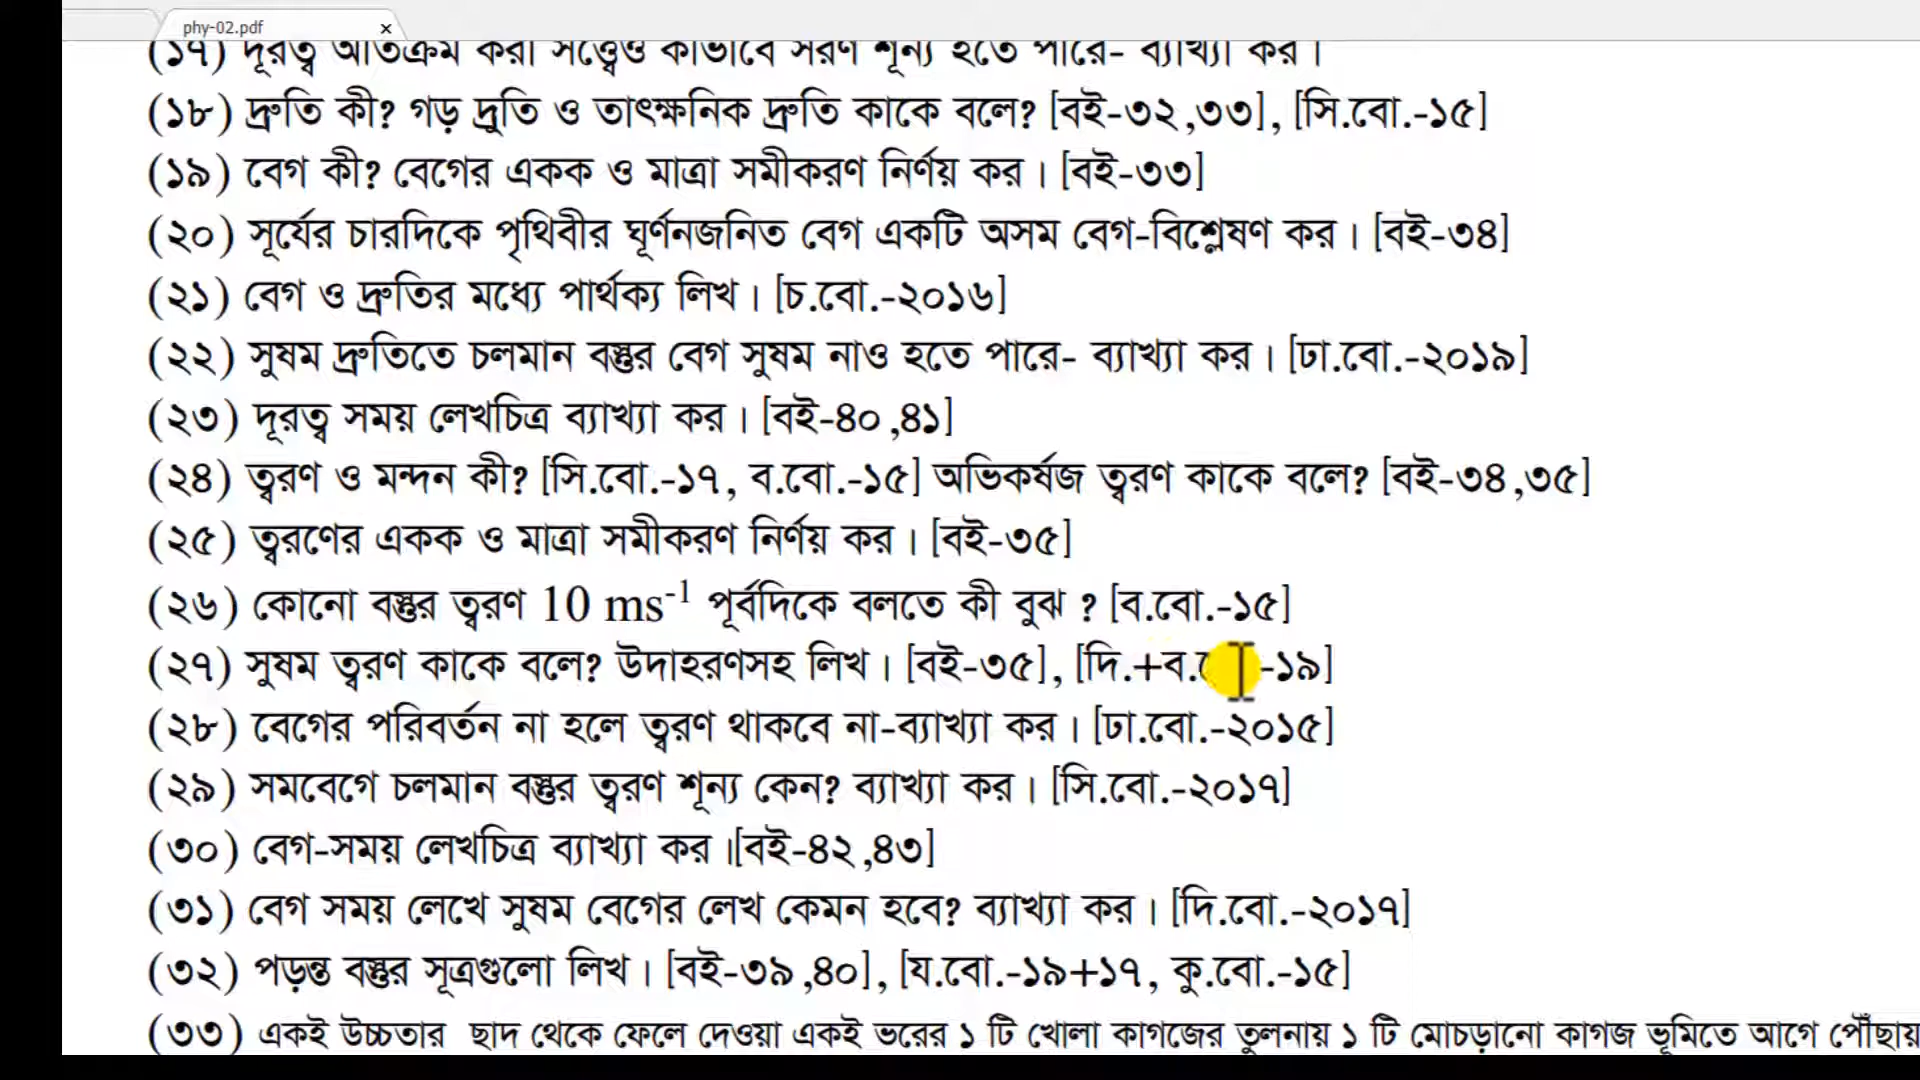 phy-02.pdf
(১৭) দূরত্ব অতিক্রম করা সত্ত্বেও কীভাবে সরণ শূন্য হতে পারে- ব্যাখ্যা কর।
(১৮) দ্রুতি কী? গড় দ্রুতি ও তাৎক্ষনিক দ্রুতি কাকে বলে? [বই-৩২,৩৩], [সি.বো.-১৫]
(১৯) বেগ কী? বেগের একক ও মাত্রা সমীকরণ নির্ণয় কর। [বই-৩৩]
(২০) সূর্যের চারদিকে পৃথিবীর ঘূর্ণনজনিত বেগ একটি অসম বেগ-বিশ্লেষণ কর। [বই-৩৪]
(২১) বেগ ও দ্রুতির মধ্যে পার্থক্য লিখ। [চ.বো.-২০১৬]
(২২) সুষম দ্রুতিতে চলমান বস্তুর বেগ সুষম নাও হতে পারে- ব্যাখ্যা কর। [ঢা.বো.-২০১৯]
(২৩) দূরত্ব সময় লেখচিত্র ব্যাখ্যা কর। [বই-৪০,৪১]
(২৪) ত্বরণ ও মন্দন কী? [সি.বো.-১৭, ব.বো.-১৫] অভিকর্ষজ ত্বরণ কাকে বলে? [বই-৩৪,৩৫]
(২৫) ত্বরণের একক ও মাত্রা সমীকরণ নির্ণয় কর। [বই-৩৫]
(২৬) কোনো বস্তুর ত্বরণ 10 ms⁻¹ পূর্বদিকে বলতে কী বুঝ ? [ব.বো.-১৫]
(২৭) সুষম ত্বরণ কাকে বলে? উদাহরণসহ লিখ। [বই-৩৫], [দি.+ব. -১৯]
(২৮) বেগের পরিবর্তন না হলে ত্বরণ থাকবে না-ব্যাখ্যা কর। [ঢা.বো.-২০১৫]
(২৯) সমবেগে চলমান বস্তুর ত্বরণ শূন্য কেন? ব্যাখ্যা কর। [সি.বো.-২০১৭]
(৩০) বেগ-সময় লেখচিত্র ব্যাখ্যা কর।[বই-৪২,৪৩]
(৩১) বেগ সময় লেখে সুষম বেগের লেখ কেমন হবে? ব্যাখ্যা কর। [দি.বো.-২০১৭]
(৩২) পড়ন্ত বস্তুর সূত্রগুলো লিখ। [বই-৩৯,৪০], [য.বো.-১৯+১৭, কু.বো.-১৫]
(৩৩) একই উচ্চতার ছাদ থেকে ফেলে দেওয়া একই ভরের ১ টি খোলা কাগজের তুলনায় ১ টি মোচড়ানো কাগজ ভূমিতে আগে পৌঁছায়